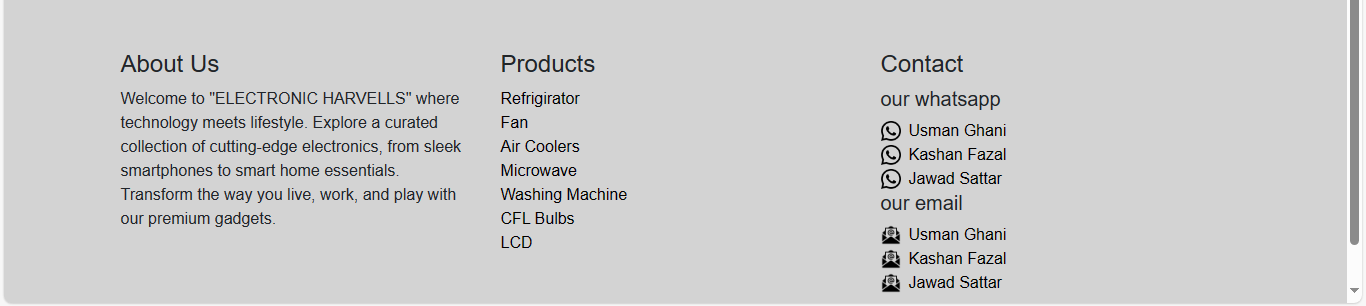 About Us
Welcome to "ELECTRONIC HARVELLS" where
technology meets lifestyle. Explore a curated
collection of cutting-edge electronics, from sleek
smartphones to smart home essentials.
Transform the way you live, work, and play with
our premium gadgets.
Products
Refrigirator
Fan
Air Coolers
Microwave
Washing Machine
CFL Bulbs
LCD
Contact
our whatsapp
Usman Ghani
Kashan Fazal
Jawad Sattar
our email
Usman Ghani
Kashan Fazal
Jawad Sattar